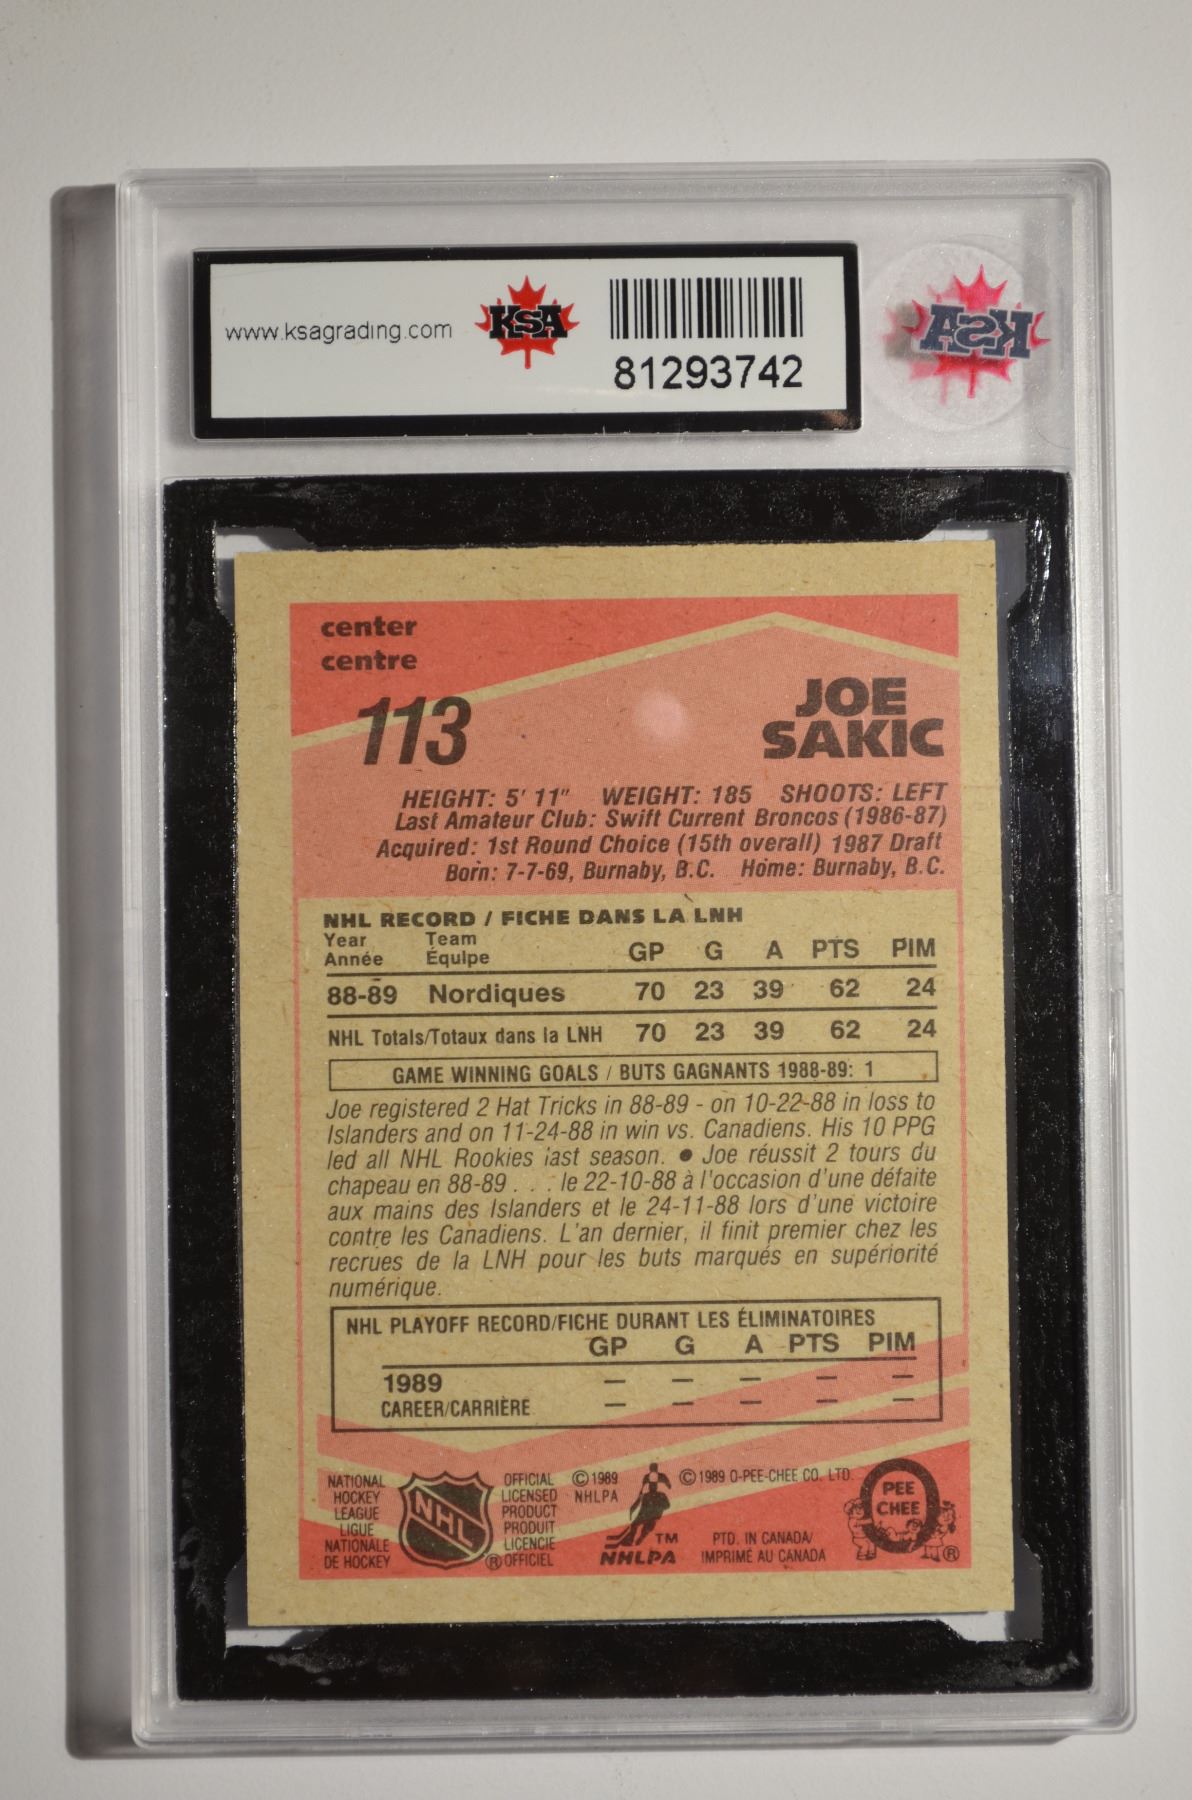 www.ksagrading.com
KSA
81293742
KSA
center
centre
113
JOE
SAKIC
HEIGHT: 5' 11" WEIGHT: 185 SHOOTS: LEFT
Last Amateur Club: Swift Current Broncos (1986-87)
Acquired: 1st Round Choice (15th overall) 1987 Draft
Born: 7-7-69, Burnaby, B.C. Home: Burnaby, B.C.
NHL RECORD / FICHE DANS LA LNH
Year Team
Année Équipe GP G A PTS PIM
88-89 Nordiques 70 23 39 62 24
NHL Totals/Totaux dans la LNH 70 23 39 62 24
GAME WINNING GOALS / BUTS GAGNANTS 1988-89: 1
Joe registered 2 Hat Tricks in 88-89 - on 10-22-88 in loss to
Islanders and on 11-24-88 in win vs. Canadiens. His 10 PPG
led all NHL Rookies last season. ● Joe réussit 2 tours du
chapeau en 88-89 . . . le 22-10-88 à l'occasion d'une défaite
aux mains des Islanders et le 24-11-88 lors d'une victoire
contre les Canadiens. L'an dernier, il finit premier chez les
recrues de la LNH pour les buts marqués en supériorité
numérique.
NHL PLAYOFF RECORD/FICHE DURANT LES ÉLIMINATOIRES
GP G A PTS PIM
1989 — — — — —
CAREER/CARRIÈRE — — — — —
NATIONAL
HOCKEY
LEAGUE
LIGUE
NATIONALE
DE HOCKEY
NHL
®
OFFICIAL
LICENSED
PRODUCT
PRODUIT
LICENCIE
OFFICIEL
© 1989
NHLPA
TM
NHLPA
© 1989 O-PEE-CHEE CO. LTD.
PTD. IN CANADA/
IMPRIMÉ AU CANADA
PEE
CHEE
®